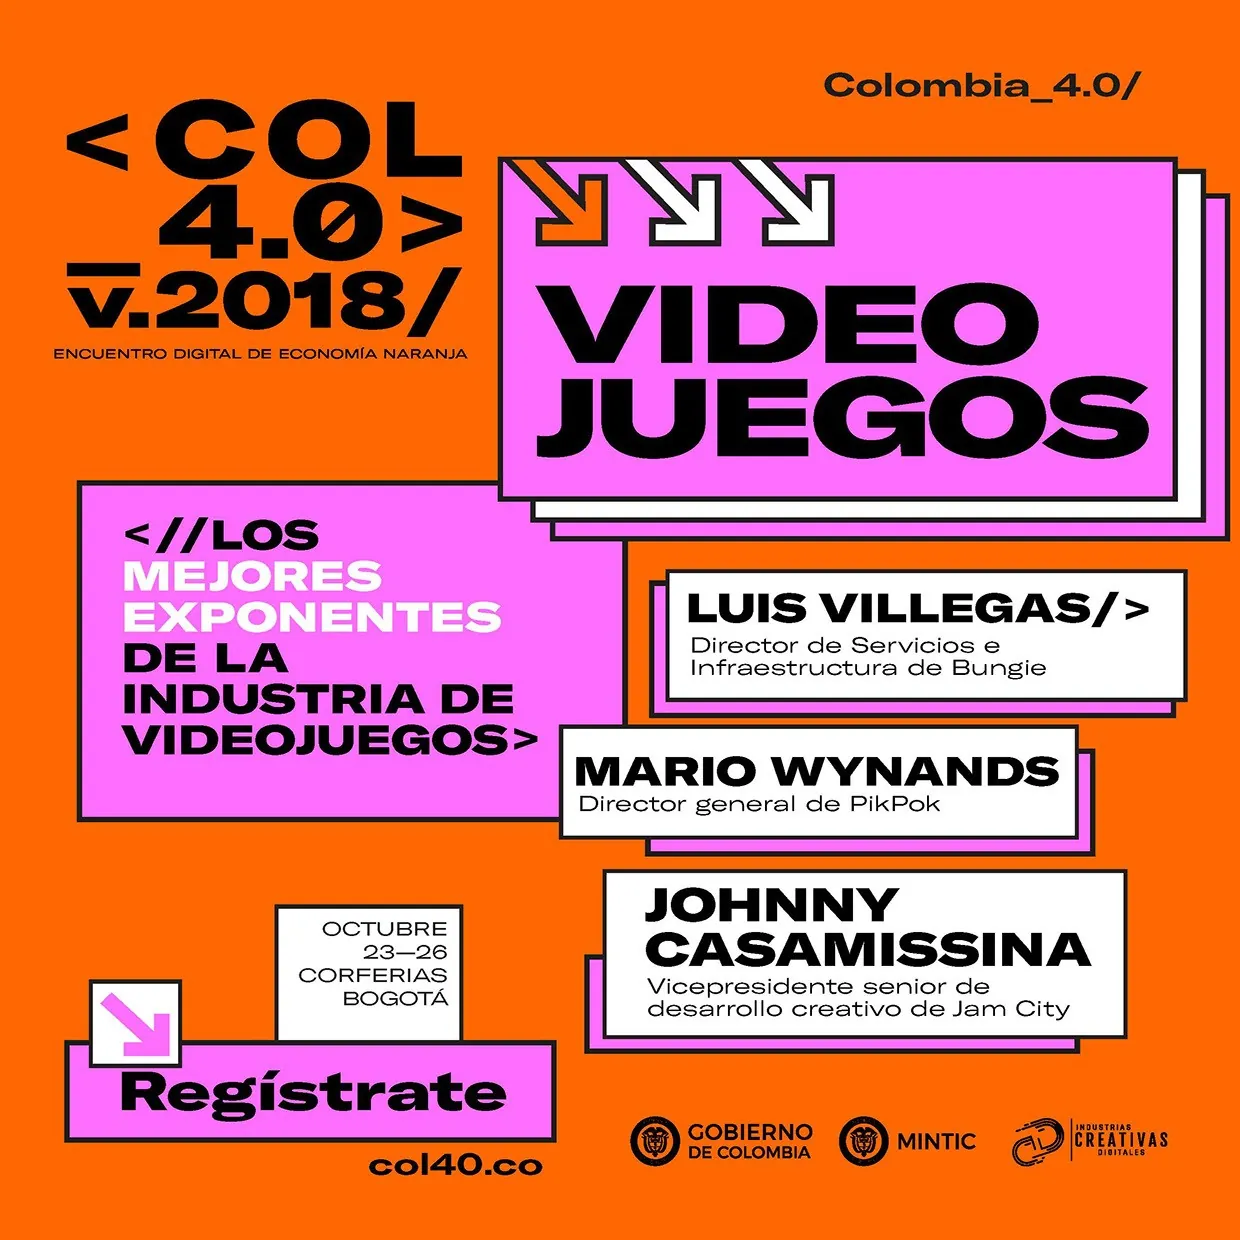 Colombia_4.0/
<COL
4.0>
v.2018/
ENCUENTRO DIGITAL DE ECONOMÍA NARANJA
VIDEO
JUEGOS
<//LOS
MEJORES
EXPONENTES
DE LA
INDUSTRIA DE
VIDEOJUEGOS>
LUIS VILLEGAS/>
Director de Servicios e
Infraestructura de Bungie
MARIO WYNANDS
Director general de PikPok
JOHNNY
CASAMISSINA
Vicepresidente senior de
desarrollo creativo de Jam City
OCTUBRE
23—26
CORFERIAS
BOGOTÁ
Regístrate
col40.co
GOBIERNO
DE COLOMBIA
MINTIC
INDUSTRIAS
CREATIVAS
DIGITALES